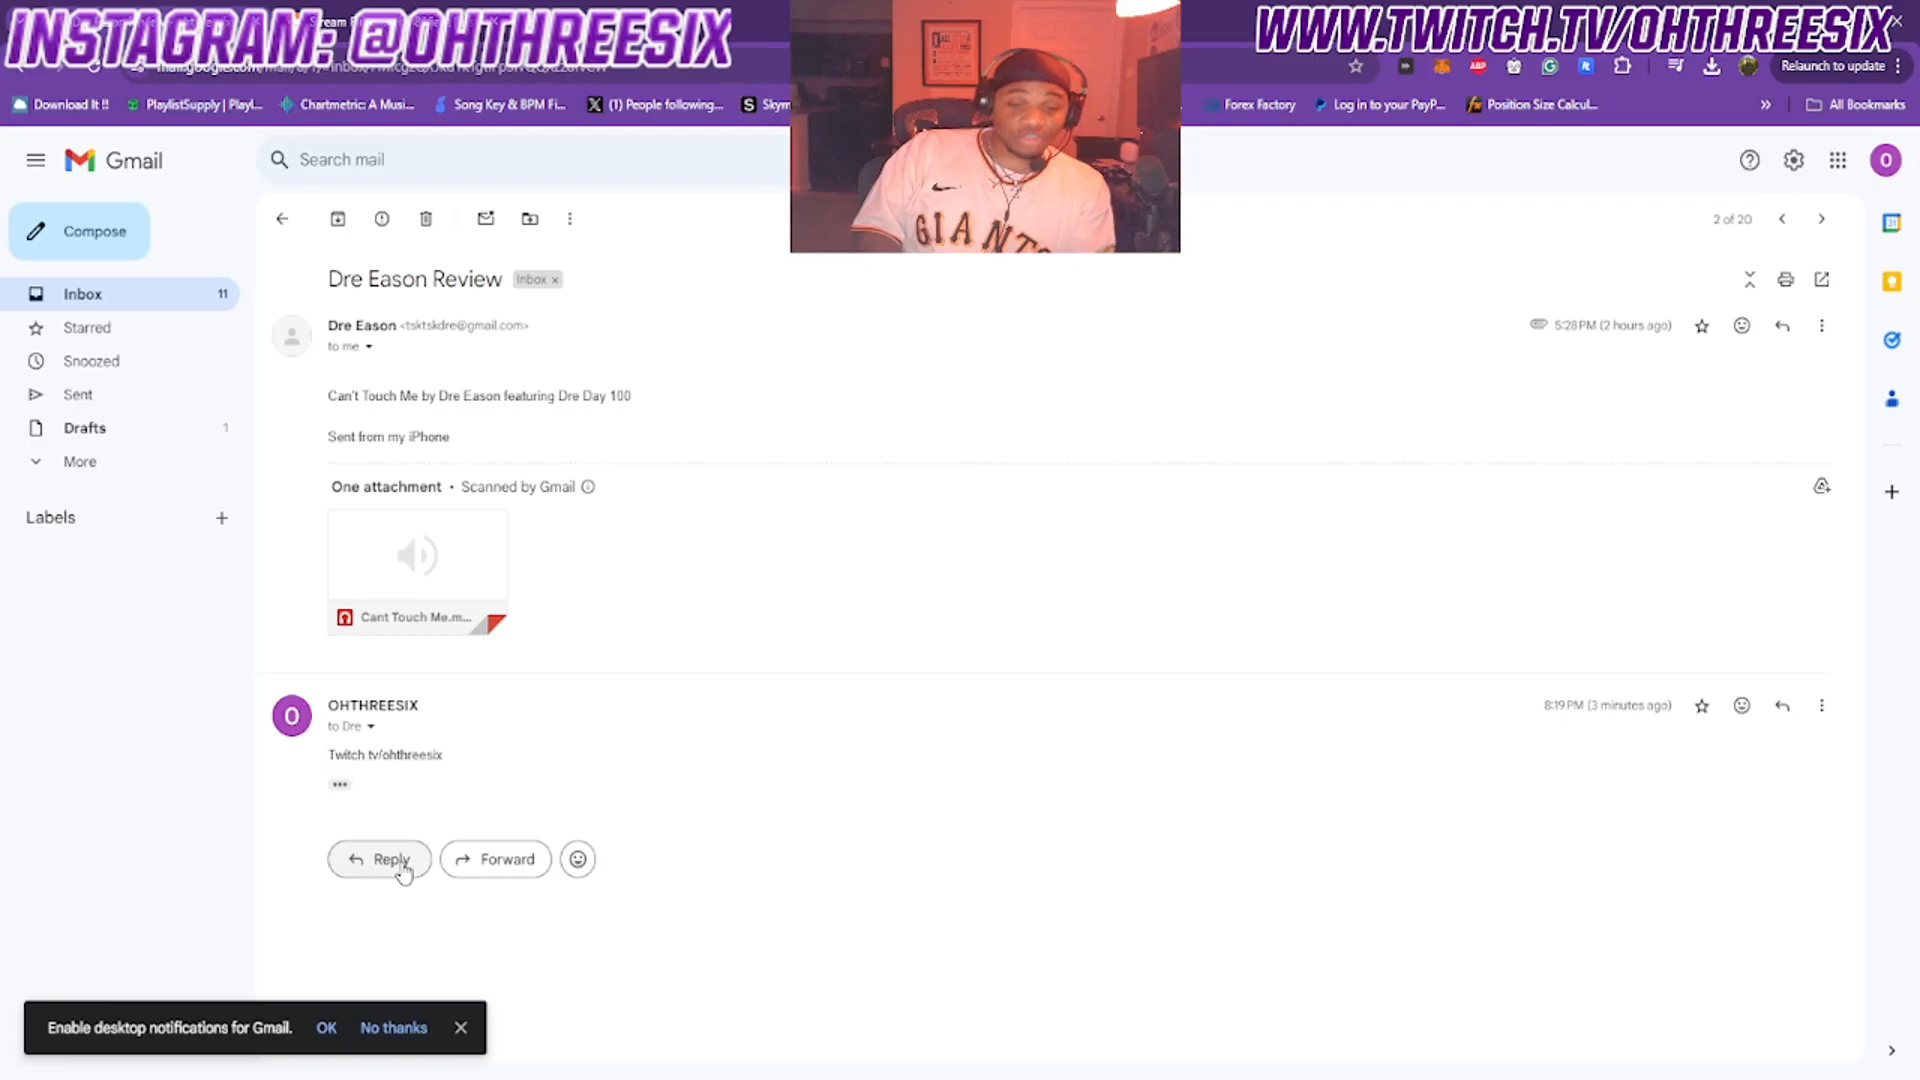 INSTAGRAM: @OHTHREESIX
WWW.TWITCH.TV/OHTHREESIX
Relaunch to update
Download It !!
PlaylistSupply | Playl...
Chartmetric: A Musi...
Song Key & BPM Fi...
(1) People following...
Skym
Forex Factory
Log in to your PayP...
Position Size Calcul...
All Bookmarks
Gmail
Search mail
GIANTS
Compose
2 of 20
Inbox 11
Starred
Snoozed
Sent
Drafts 1
More
Labels
Dre Eason Review Inbox
Dre Eason <tsktskdre@gmail.com>
5:28 PM (2 hours ago)
to me
Can't Touch Me by Dre Eason featuring Dre Day 100
Sent from my iPhone
One attachment • Scanned by Gmail
Cant Touch Me.m...
O
OHTHREESIX
8:19 PM (3 minutes ago)
to Dre
Twitch tv/ohthreesix
Reply
Forward
Enable desktop notifications for Gmail. OK No thanks